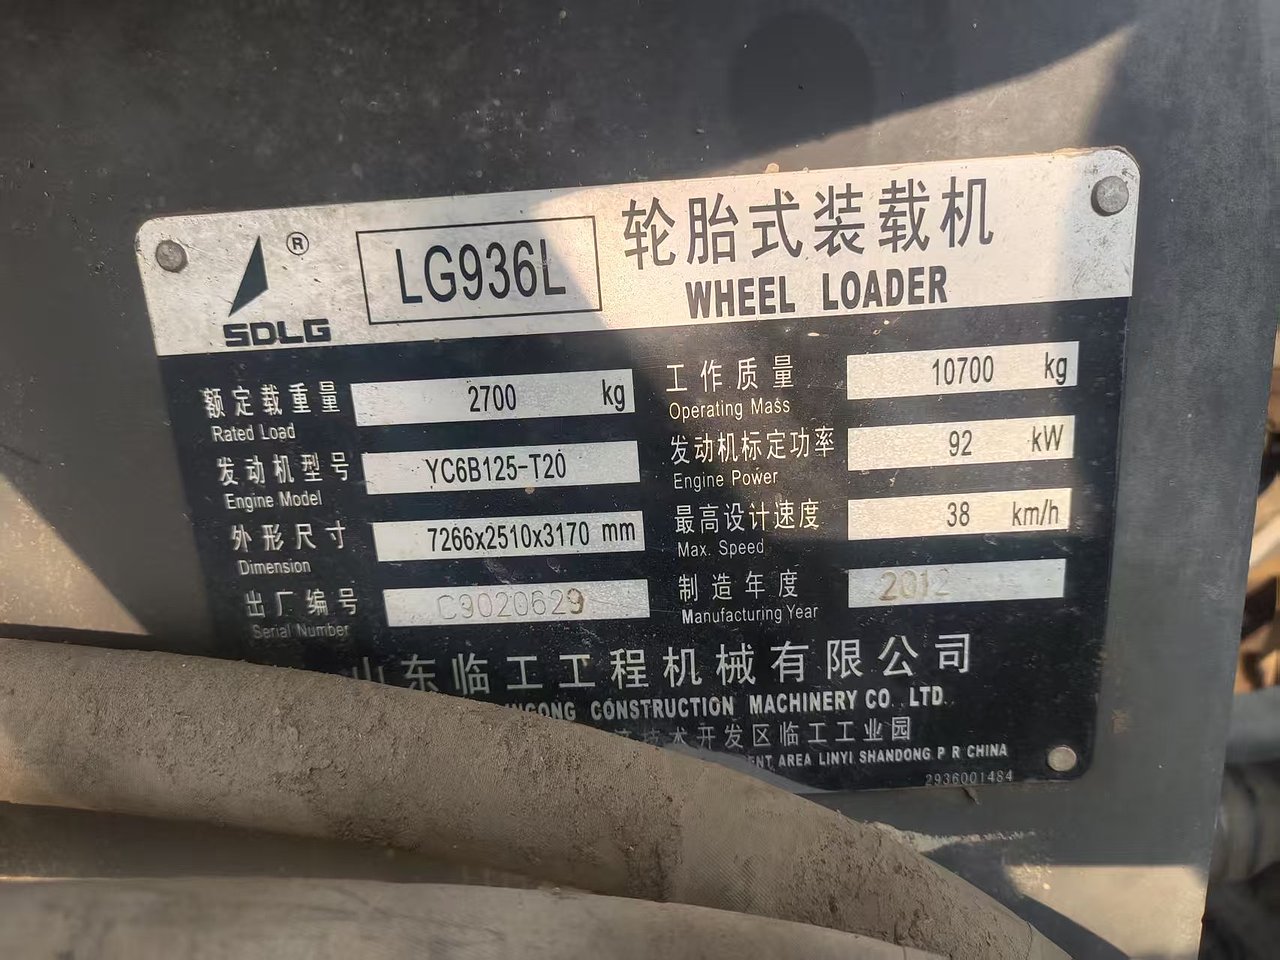 ®
SDLG
LG936L
轮胎式装载机
WHEEL LOADER
额定载重量 2700 kg
Rated Load
工作质量 10700 kg
Operating Mass
发动机型号 YC6B125-T20
Engine Model
发动机标定功率 92 kW
Engine Power
外形尺寸 7266x2510x3170 mm
Dimension
最高设计速度 38 km/h
Max. Speed
出厂编号 C9020629
Serial Number
制造年度 2012
Manufacturing Year
山东临工工程机械有限公司
CONSTRUCTION MACHINERY CO. LTD.
技术开发区临工工业园
AREA LINYI SHANDONG P R CHINA
2936001484